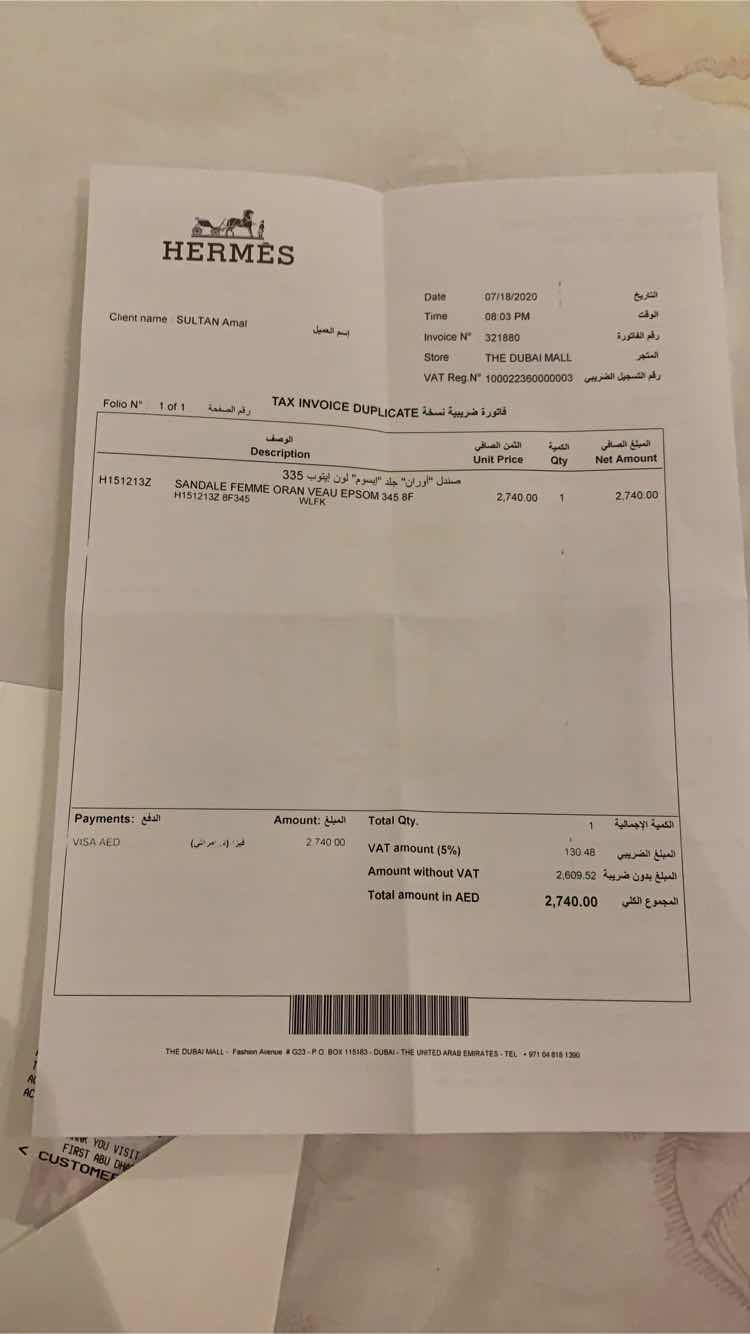 HERMÈS
Client name SULTAN Amal إسم العميل
Date 07/18/2020 التاريخ
Time 08:03 PM الوقت
Invoice N° 321880 رقم الفاتورة
Store THE DUBAI MALL المتجر
VAT Reg.N° 100022360000003 رقم التسجيل الضريبي
Folio N° 1 of 1 رقم الصفحة
TAX INVOICE DUPLICATE فاتورة ضريبية نسخة
الوصف الثمن الصافي الكمية المبلغ الصافي
Description Unit Price Qty Net Amount
صندل "أوران" جلد "إيسوم" لون إيتوب 335
H151213Z SANDALE FEMME ORAN VEAU EPSOM 345 8F 2,740.00 1 2,740.00
H151213Z 8F345 WLFK
Payments: الدفع Amount: المبلغ
VISA AED فيزا (د. امراتي) 2 740 00
Total Qty. 1 الكمية الإجمالية
VAT amount (5%) 130.48 المبلغ الضريبي
Amount without VAT 2,609.52 المبلغ بدون ضريبة
Total amount in AED 2,740.00 المجموع الكلي
THE DUBAI MALL - Fashion Avenue # G23 - P.O. BOX 115163 - DUBAI - THE UNITED ARAB EMIRATES - TEL + 971 04 818 1390
YOU VISIT
FIRST ABU
< CUSTOMER